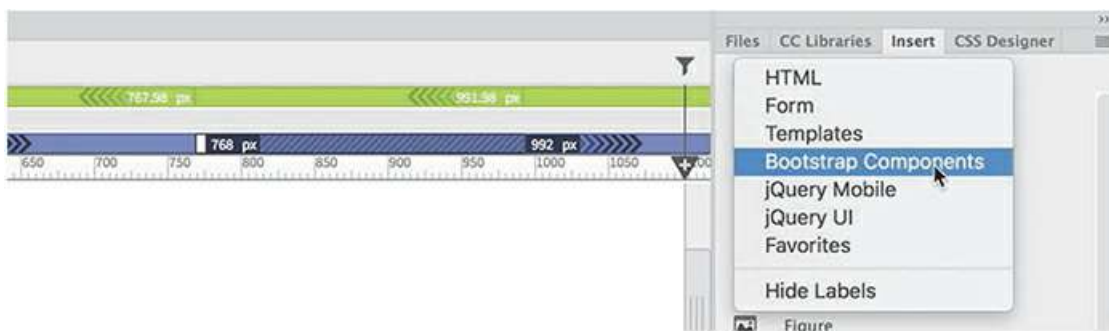 Files CC Libraries Insert CSS Designer
767.98 px 991.98 px
768 px 992 px
650 700 750 800 850 900 950 1000 1050
HTML
Form
Templates
Bootstrap Components
jQuery Mobile
jQuery UI
Favorites
Hide Labels
Figure